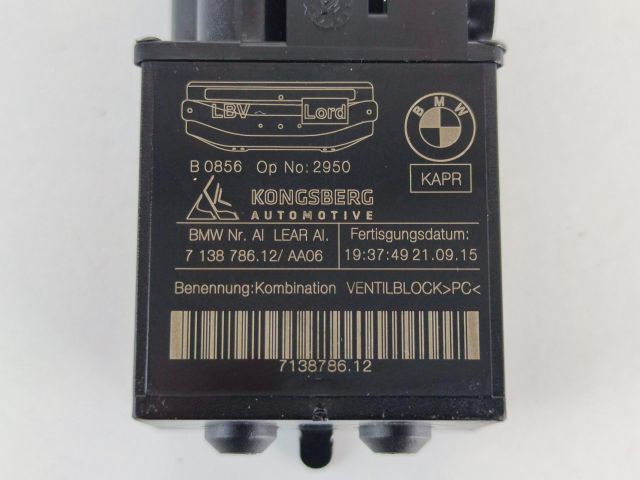 LBV Lord
BMW
B 0856 Op No: 2950
KAPR
KONGSBERG
AUTOMOTIVE
BMW Nr. AI LEAR AI.
7 138 786.12/ AA06
Fertisgungsdatum:
19:37:49 21.09.15
Benennung:Kombination VENTILBLOCK>PC<
7138786.12